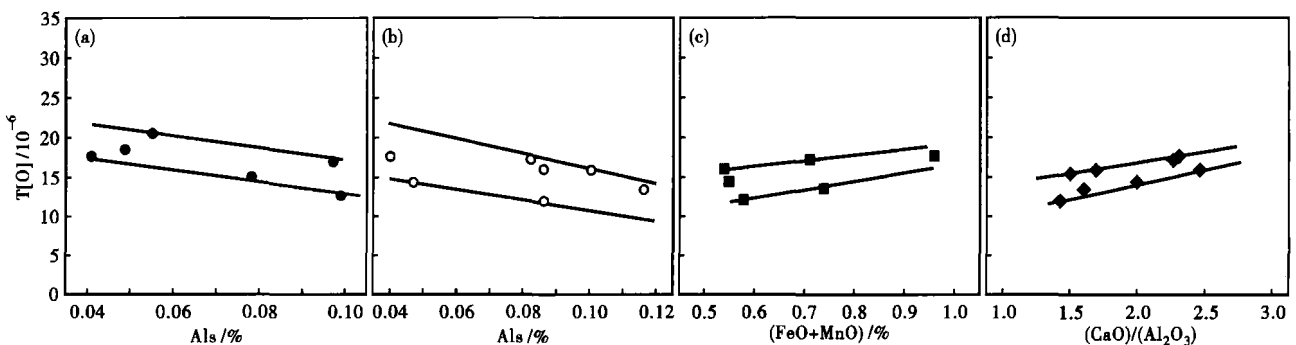 T[O]/10⁻⁶
35
30
25
20
15
10
5
0
(a)
0.04 0.06 0.08 0.10
Als/%
(b)
0.04 0.06 0.08 0.10 0.12
Als/%
(c)
0.5 0.6 0.7 0.8 0.9 1.0
(FeO+MnO)/%
(d)
1.0 1.5 2.0 2.5 3.0
(CaO)/(Al₂O₃)